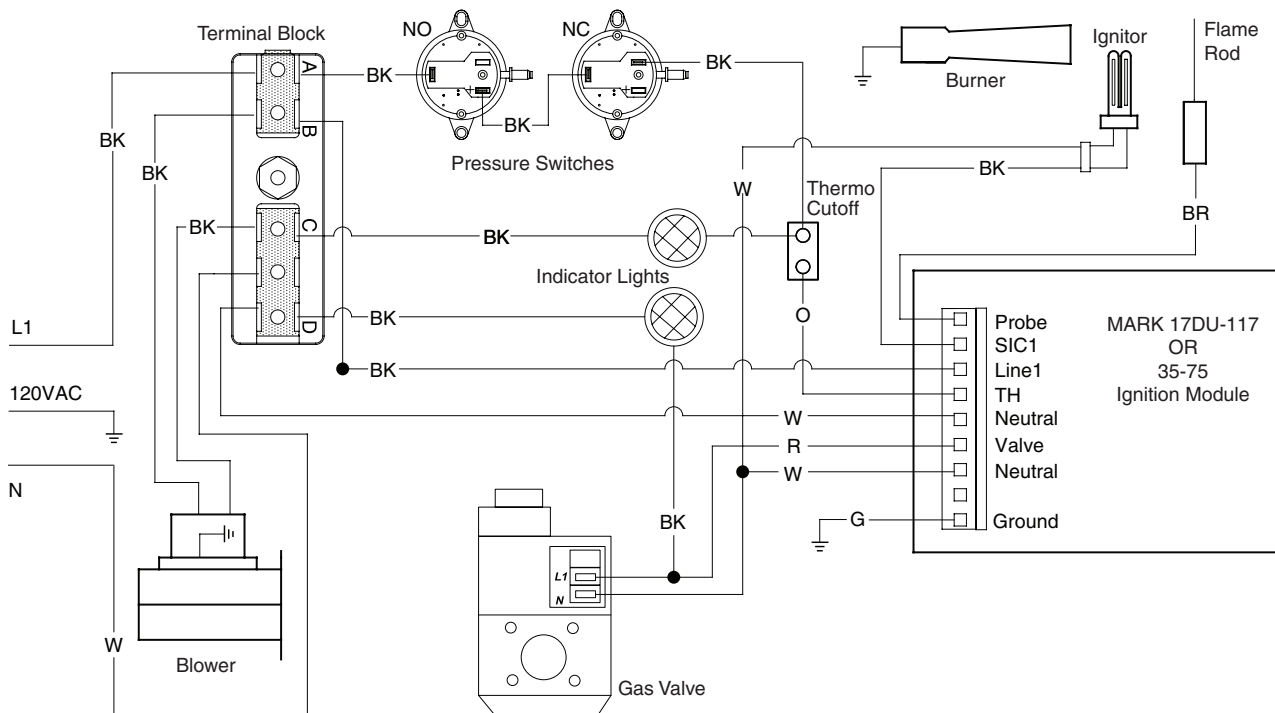 Terminal Block
NO
NC
Ignitor
Flame
Rod
A
BK
BK
BK
Burner
B
BK
BK
Pressure Switches
BK
BK
W
Thermo
Cutoff
BR
BK
C
BK
Indicator Lights
L1
D
BK
O
Probe
MARK 17DU-117
SIC1
OR
BK
Line1
35-75
120VAC
TH
Ignition Module
W
Neutral
R
Valve
N
W
Neutral
BK
G
Ground
L1
N
W
Blower
Gas Valve